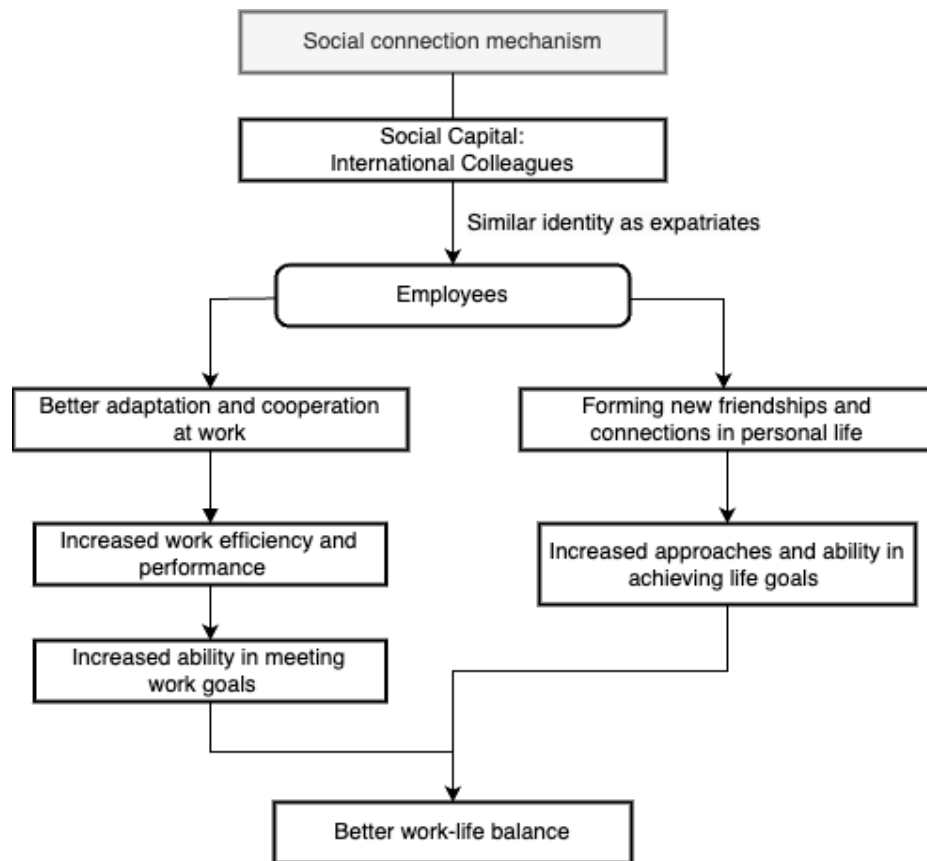 Social connection mechanism
Social Capital:
International Colleagues
Similar identity as expatriates
Employees
Better adaptation and cooperation
at work
Forming new friendships and
connections in personal life
Increased work efficiency and
performance
Increased approaches and ability in
achieving life goals
Increased ability in meeting
work goals
Better work-life balance